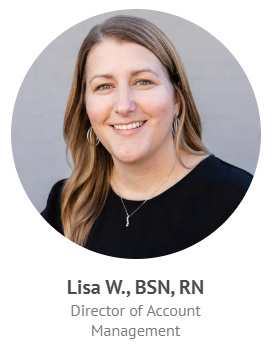 Lisa W., BSN, RN
Director of Account
Management